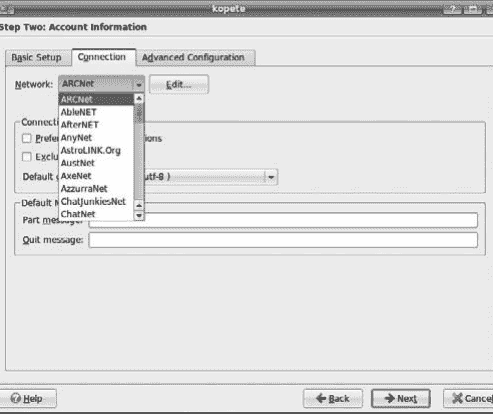 kopete
Step Two: Account Information
Basic Setup Connection Advanced Configuration
Network: ARCNet Edit...
ARCNet
AbleNET
AfterNET
AnyNet
AstroLINK.Org
AustNet
AxeNet
AzzurraNet
ChatJunkiesNet
ChatNet
Connecti
Prefe ions
Exclu
Default utf-8 )
Default M
Part message:
Quit message:
Help Back Next Cancel